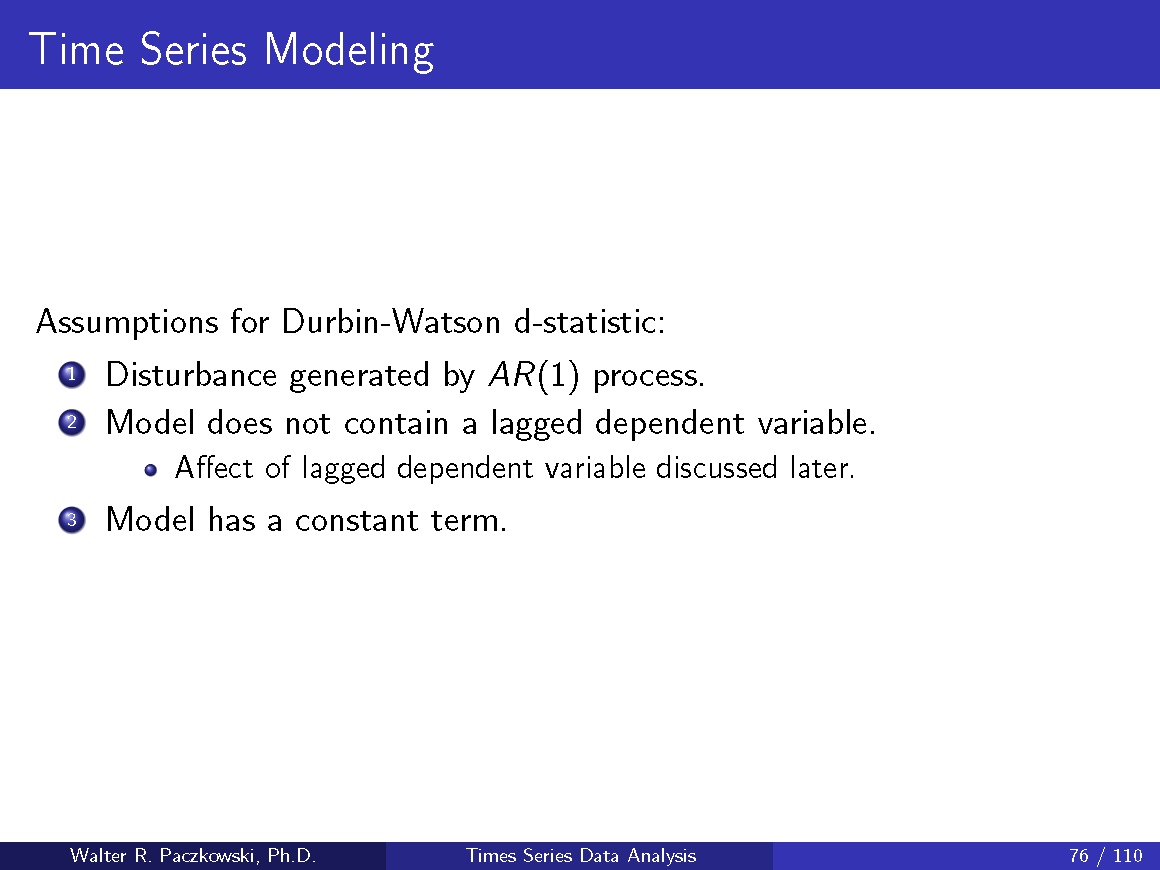 Time Series Modeling
Assumptions for Durbin-Watson d-statistic:
1 Disturbance generated by AR(1) process.
2 Model does not contain a lagged dependent variable.
Affect of lagged dependent variable discussed later.
3 Model has a constant term.
Walter R. Paczkowski, Ph.D. Times Series Data Analysis 76 / 110